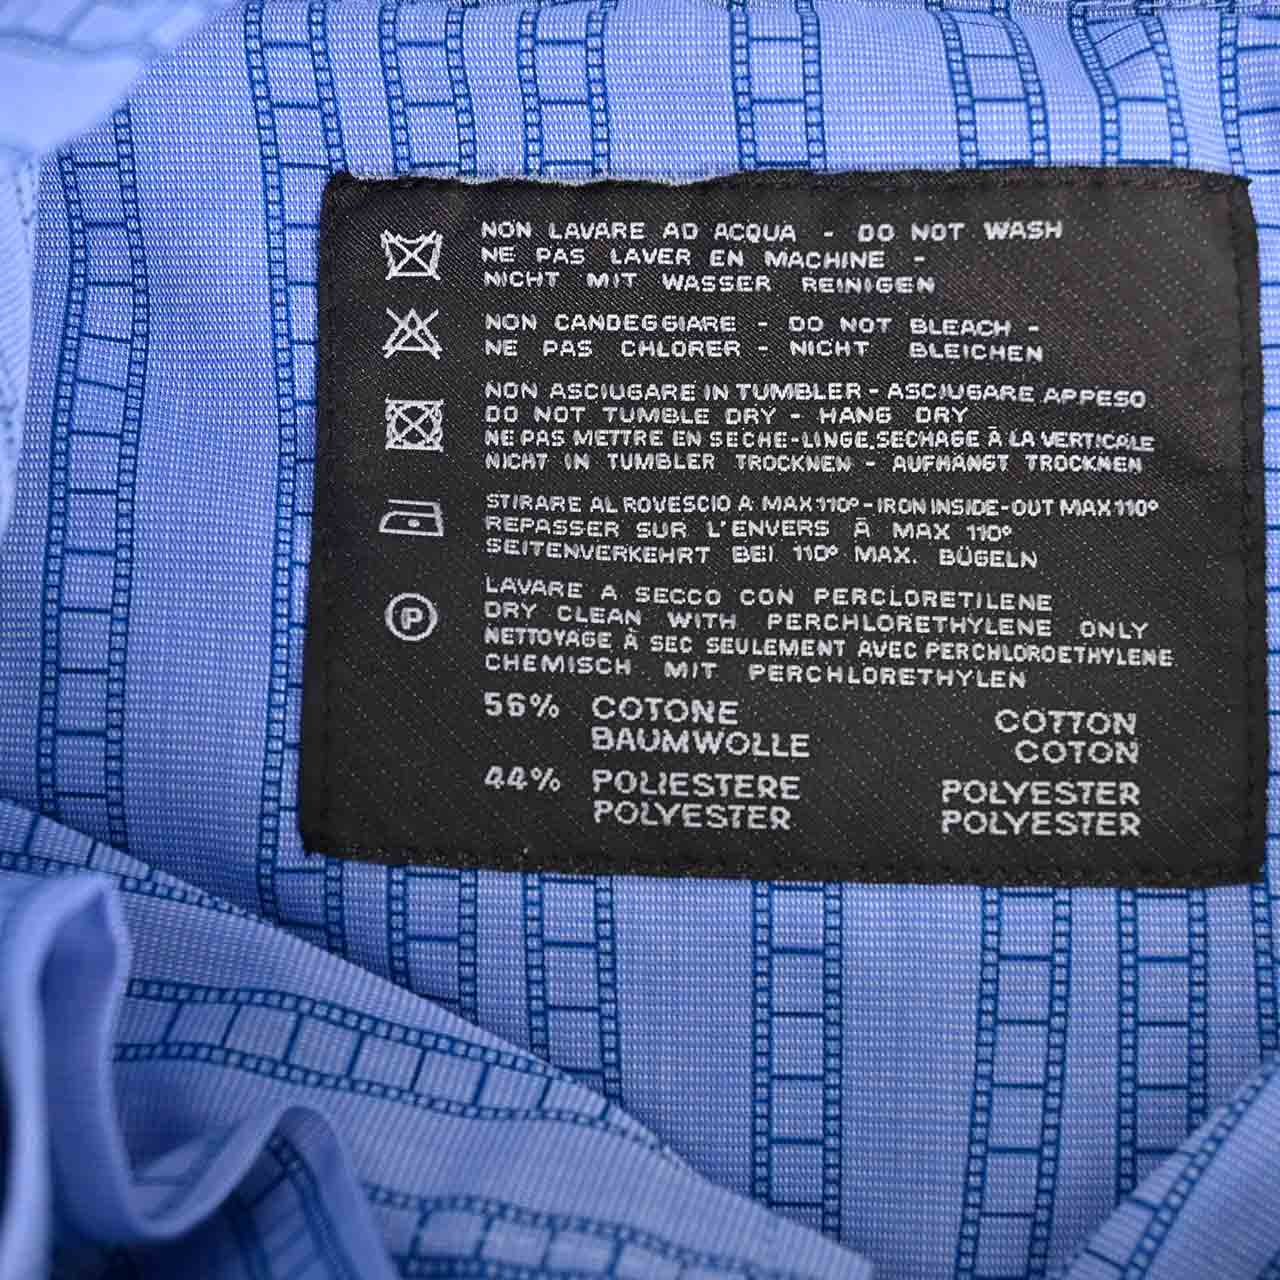 NON LAVARE AD ACQUA - DO NOT WASH
NE PAS LAVER EN MACHINE -
NICHT MIT WASSER REINIGEN
NON CANDEGGIARE - DO NOT BLEACH -
NE PAS CHLORER - NICHT BLEICHEN
NON ASCIUGARE IN TUMBLER - ASCIUGARE APPESO
DO NOT TUMBLE DRY - HANG DRY
NE PAS METTRE EN SECHE-LINGE, SECHAGE À LA VERTICALE
NICHT IN TUMBLER TROCKNEN - AUFHÄNGT TROCKNEN
STIRARE AL ROVESCIO A MAX 110° - IRON INSIDE-OUT MAX 110°
REPASSER SUR L'ENVERS À MAX 110°
SEITENVERKEHRT BEI 110° MAX. BÜGELN
P
LAVARE A SECCO CON PERCLORETILENE
DRY CLEAN WITH PERCHLORETHYLENE ONLY
NETTOYAGE À SEC SEULEMENT AVEC PERCHLOROETHYLENE
CHEMISCH MIT PERCHLORETHYLEN
56% COTONE COTTON
BAUMWOLLE COTON
44% POLIESTERE POLYESTER
POLYESTER POLYESTER